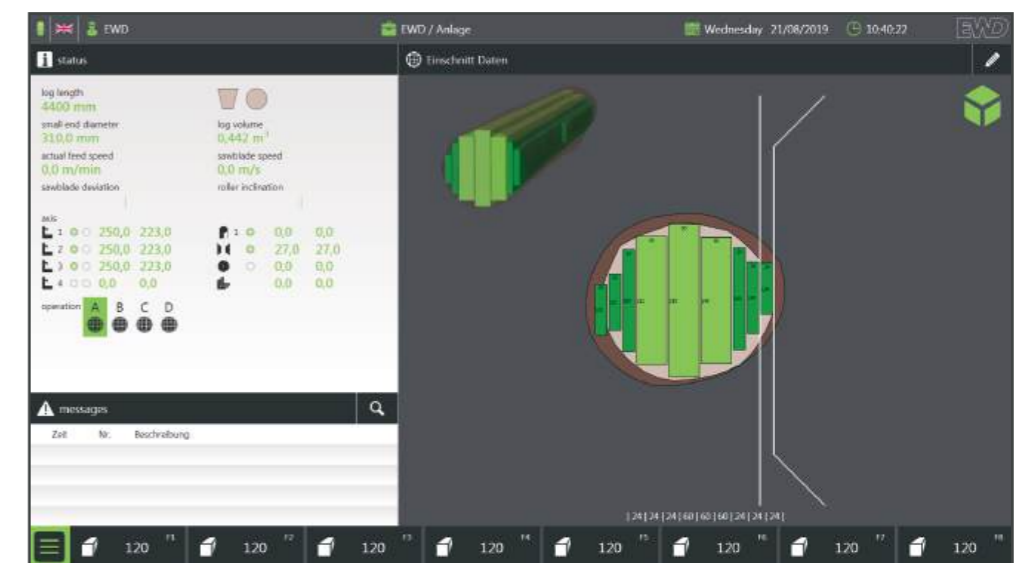 EWD EWD / Anlage Wednesday 21/08/2019 10:40:22 EWD
status
Einschnitt Daten
log length
4400 mm
small end diameter log volume
310,0 mm 0,442 m³
actual feed speed sawblade speed
0,0 m/min 0,0 m/s
sawblade deviation roller inclination
axis
1 250,0 223,0 1 0,0 0,0
2 250,0 223,0 27,0 27,0
3 250,0 223,0 0,0 0,0
4 0,0 0,0 0,0 0,0
operation A B C D
messages
Zeit Nr. Beschreibung
|24|24|24|60|60|60|24|24|24|
120 F1 120 F2 120 F3 120 F4 120 F5 120 F6 120 F7 120 F8